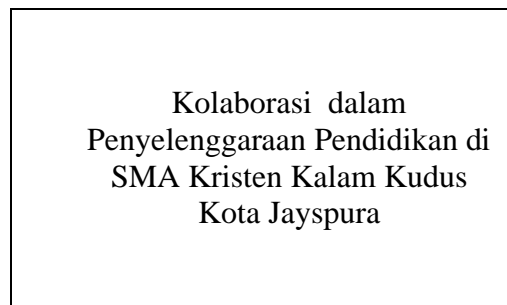 Kolaborasi dalam
Penyelenggaraan Pendidikan di
SMA Kristen Kalam Kudus
Kota Jayspura